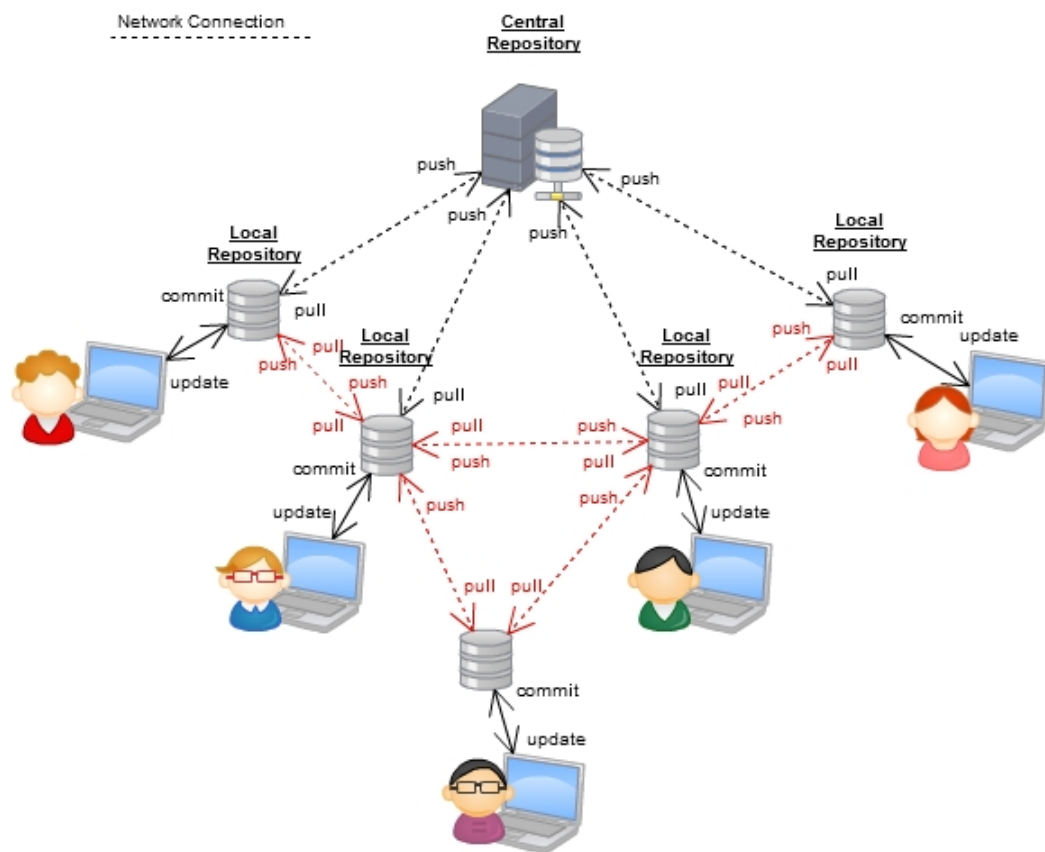 Network Connection
Central
Repository
push
push
push
push
Local
Repository
Local
Repository
commit
pull
pull
commit
update
push
pull
Local
Repository
Local
Repository
push
pull
update
push
pull
pull
pull
push
pull
pull
push
push
push
pull
commit
commit
update
push
push
update
pull
pull
commit
update